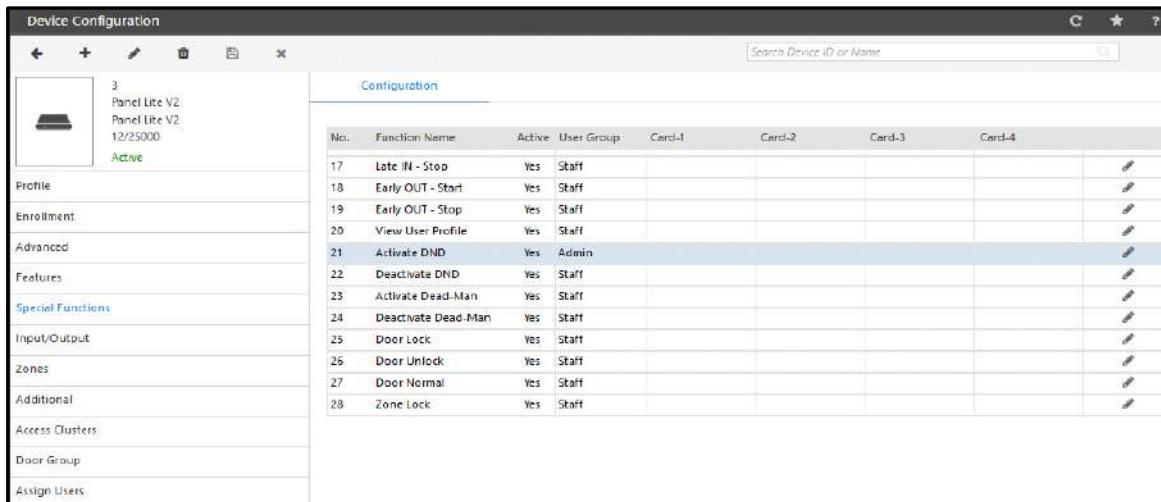 Device Configuration
?
Search Device ID or Name
3
Panel Lite V2
Panel Lite V2
12/25000
Active
Profile
Enrollment
Advanced
Features
Special Functions
Input/Output
Zones
Additional
Access Clusters
Door Group
Assign Users
Configuration
No. Function Name Active User Group Card-1 Card-2 Card-3 Card-4
17 Late IN - Stop Yes Staff
18 Early OUT - Start Yes Staff
19 Early OUT - Stop Yes Staff
20 View User Profile Yes Staff
21 Activate DND Yes Admin
22 Deactivate DND Yes Staff
23 Activate Dead-Man Yes Staff
24 Deactivate Dead-Man Yes Staff
25 Door Lock Yes Staff
26 Door Unlock Yes Staff
27 Door Normal Yes Staff
28 Zone Lock Yes Staff